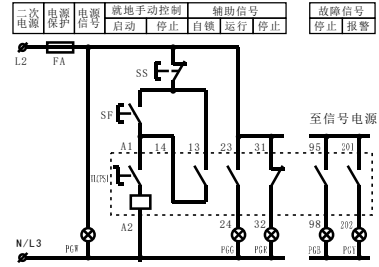 二次电源 电源保护 电源信号 就地手动控制 辅助信号 故障信号
启动 停止 自锁 运行 停止 故障 报警
L2 FA
SS
SF
至信号电源
A1 14 13 23 31 95 201
A2
24 32 98 202
N/L3 PGW PGG PGR PGB PGY